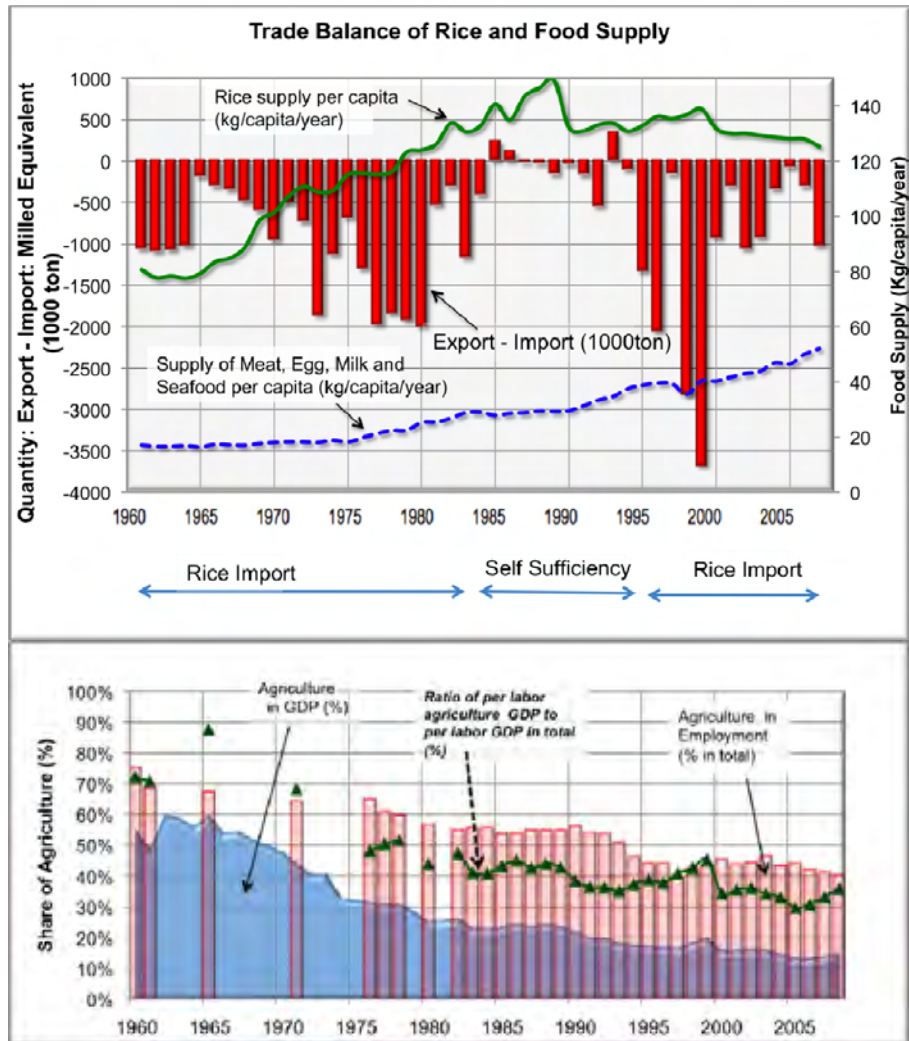 Trade Balance of Rice and Food Supply
Quantity: Export - Import: Milled Equivalent
(1000 ton)
1000
500
0
-500
-1000
-1500
-2000
-2500
-3000
-3500
-4000
Rice supply per capita
(kg/capita/year)
Export - Import (1000ton)
Supply of Meat, Egg, Milk and
Seafood per capita (kg/capita/year)
140
120
100
80
60
40
20
0
Food Supply (Kg/capita/year)
1960 1965 1970 1975 1980 1985 1990 1995 2000 2005
Rice Import
Self Sufficiency
Rice Import
Share of Agriculture (%)
100%
90%
80%
70%
60%
50%
40%
30%
20%
10%
0%
Agriculture
in GDP (%)
Ratio of per labor
agriculture GDP to
per labor GDP in total
(%)
Agriculture in
Employment
(% in total)
1960 1965 1970 1975 1980 1985 1990 1995 2000 2005